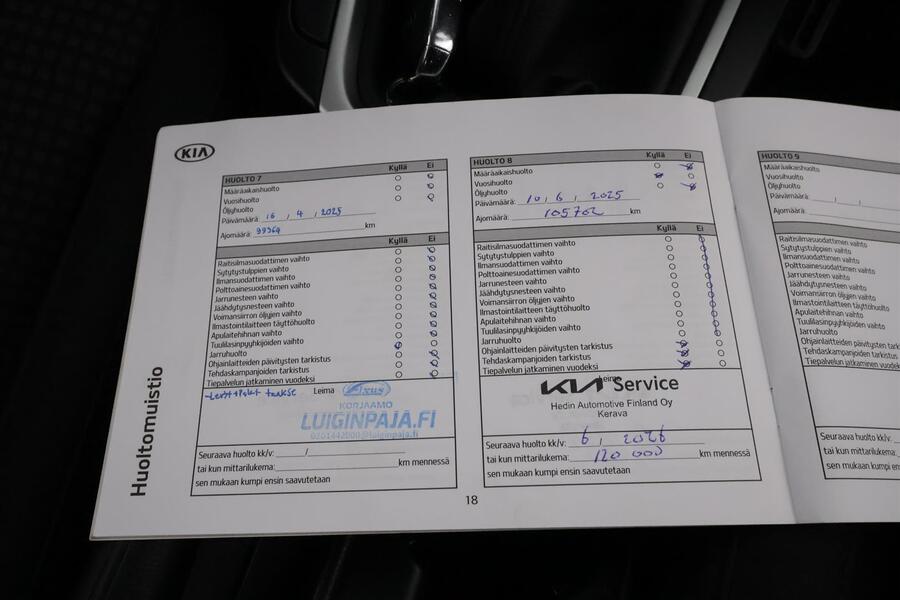 KIA
Huoltomuistio
HUOLTO 7 Kyllä Ei
Määräaikaishuolto
Vuosihuolto
Öljyhuolto
Päivämäärä: 16 , 4 , 2025
Ajomäärä: 99364 km
Kyllä Ei
Raitisilmasuodattimen vaihto
Sytytystulppien vaihto
Ilmansuodattimen vaihto
Polttoainesuodattimen vaihto
Jarrunesteen vaihto
Jäähdytysnesteen vaihto
Voimansiirron öljyjen vaihto
Ilmastointilaitteen täyttöhuolto
Apulaitehihnan vaihto
Tuulilasinpyyhkijöiden vaihto
Jarruhuolto
Ohjainlaitteiden päivitysten tarkistus
Tehdaskampanjoiden tarkistus
Tiepalvelun jatkaminen vuodeksi
Leima
KORJAAMO
LUIGINPAJA.FI
Seuraava huolto kk/v: /
tai kun mittarilukema: km mennessä
sen mukaan kumpi ensin saavutetaan
HUOLTO 8 Kyllä Ei
Määräaikaishuolto
Vuosihuolto
Öljyhuolto
Päivämäärä: 10, 6 , 2025
Ajomäärä: 105762 km
Kyllä Ei
Raitisilmasuodattimen vaihto
Sytytystulppien vaihto
Ilmansuodattimen vaihto
Polttoainesuodattimen vaihto
Jarrunesteen vaihto
Jäähdytysnesteen vaihto
Voimansiirron öljyjen vaihto
Ilmastointilaitteen täyttöhuolto
Apulaitehihnan vaihto
Tuulilasinpyyhkijöiden vaihto
Jarruhuolto
Ohjainlaitteiden päivitysten tarkistus
Tehdaskampanjoiden tarkistus
Tiepalvelun jatkaminen vuodeksi
KIA Service
Hedin Automotive Finland Oy
Kerava
Seuraava huolto kk/v: 6 / 2026
tai kun mittarilukema: 120 000 km mennessä
sen mukaan kumpi ensin saavutetaan
18
HUOLTO 9
Määräaikaishuolto
Vuosihuolto
Öljyhuolto
Päivämäärä: / /
Ajomäärä:
Raitisilmasuodattimen vaihto
Sytytystulppien vaihto
Ilmansuodattimen vaihto
Polttoainesuodattimen vaihto
Jarrunesteen vaihto
Jäähdytysnesteen vaihto
Voimansiirron öljyjen vaihto
Ilmastointilaitteen täyttöhuolto
Apulaitehihnan vaihto
Tuulilasinpyyhkijöiden vaihto
Jarruhuolto
Ohjainlaitteiden päivitysten
Tehdaskampanjoiden
Tiepalvelun jatkaminen
Seuraava huolto kk/v:
tai kun mittarilukema:
sen mukaan kumpi ensin